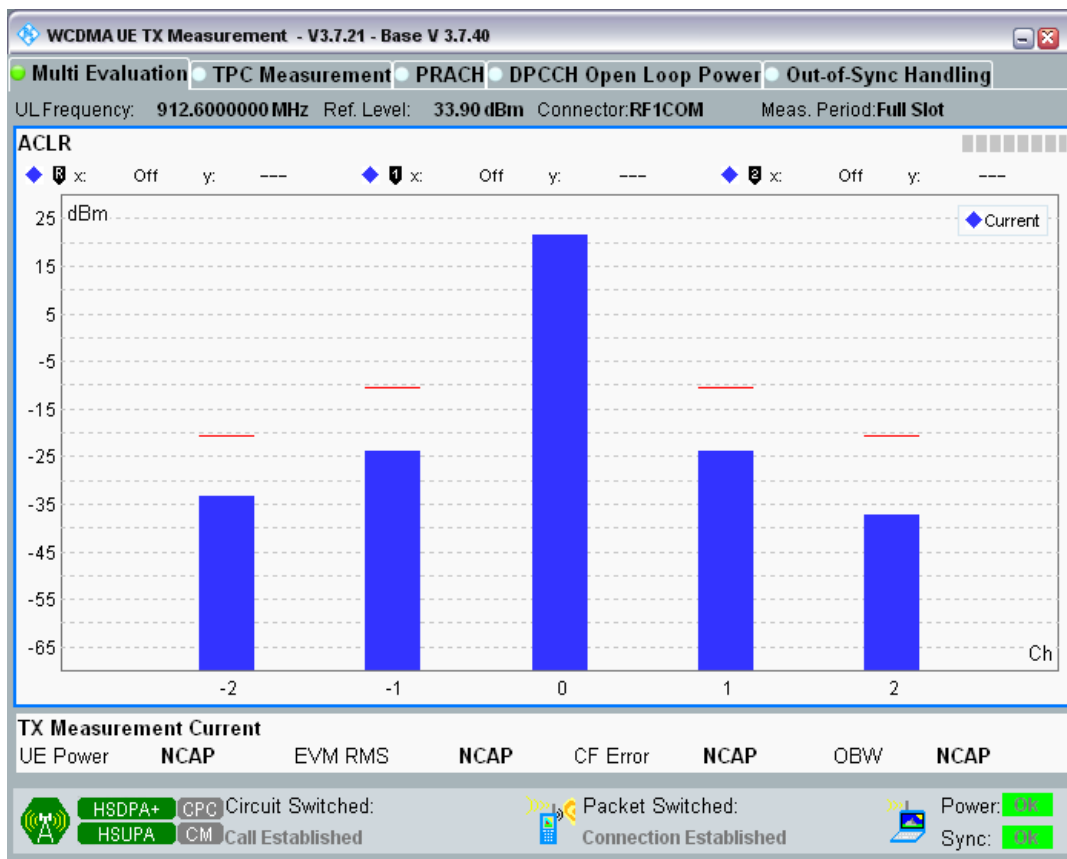 WCDMA UE TX Measurement - V3.7.21 - Base V 3.7.40
Multi Evaluation TPC Measurement PRACH DPCCH Open Loop Power Out-of-Sync Handling
UL Frequency: 912.6000000 MHz Ref. Level: 33.90 dBm Connector:RF1COM Meas. Period:Full Slot
ACLR
R x: Off y: --- 1 x: Off y: --- 2 x: Off y: ---
dBm
Current
25
15
5
-5
-15
-25
-35
-45
-55
-65
Ch
-2 -1 0 1 2
TX Measurement Current
UE Power NCAP EVM RMS NCAP CF Error NCAP OBW NCAP
HSDPA+ CPC Circuit Switched: Packet Switched: Power: OK
HSUPA CM Call Established Connection Established Sync: OK